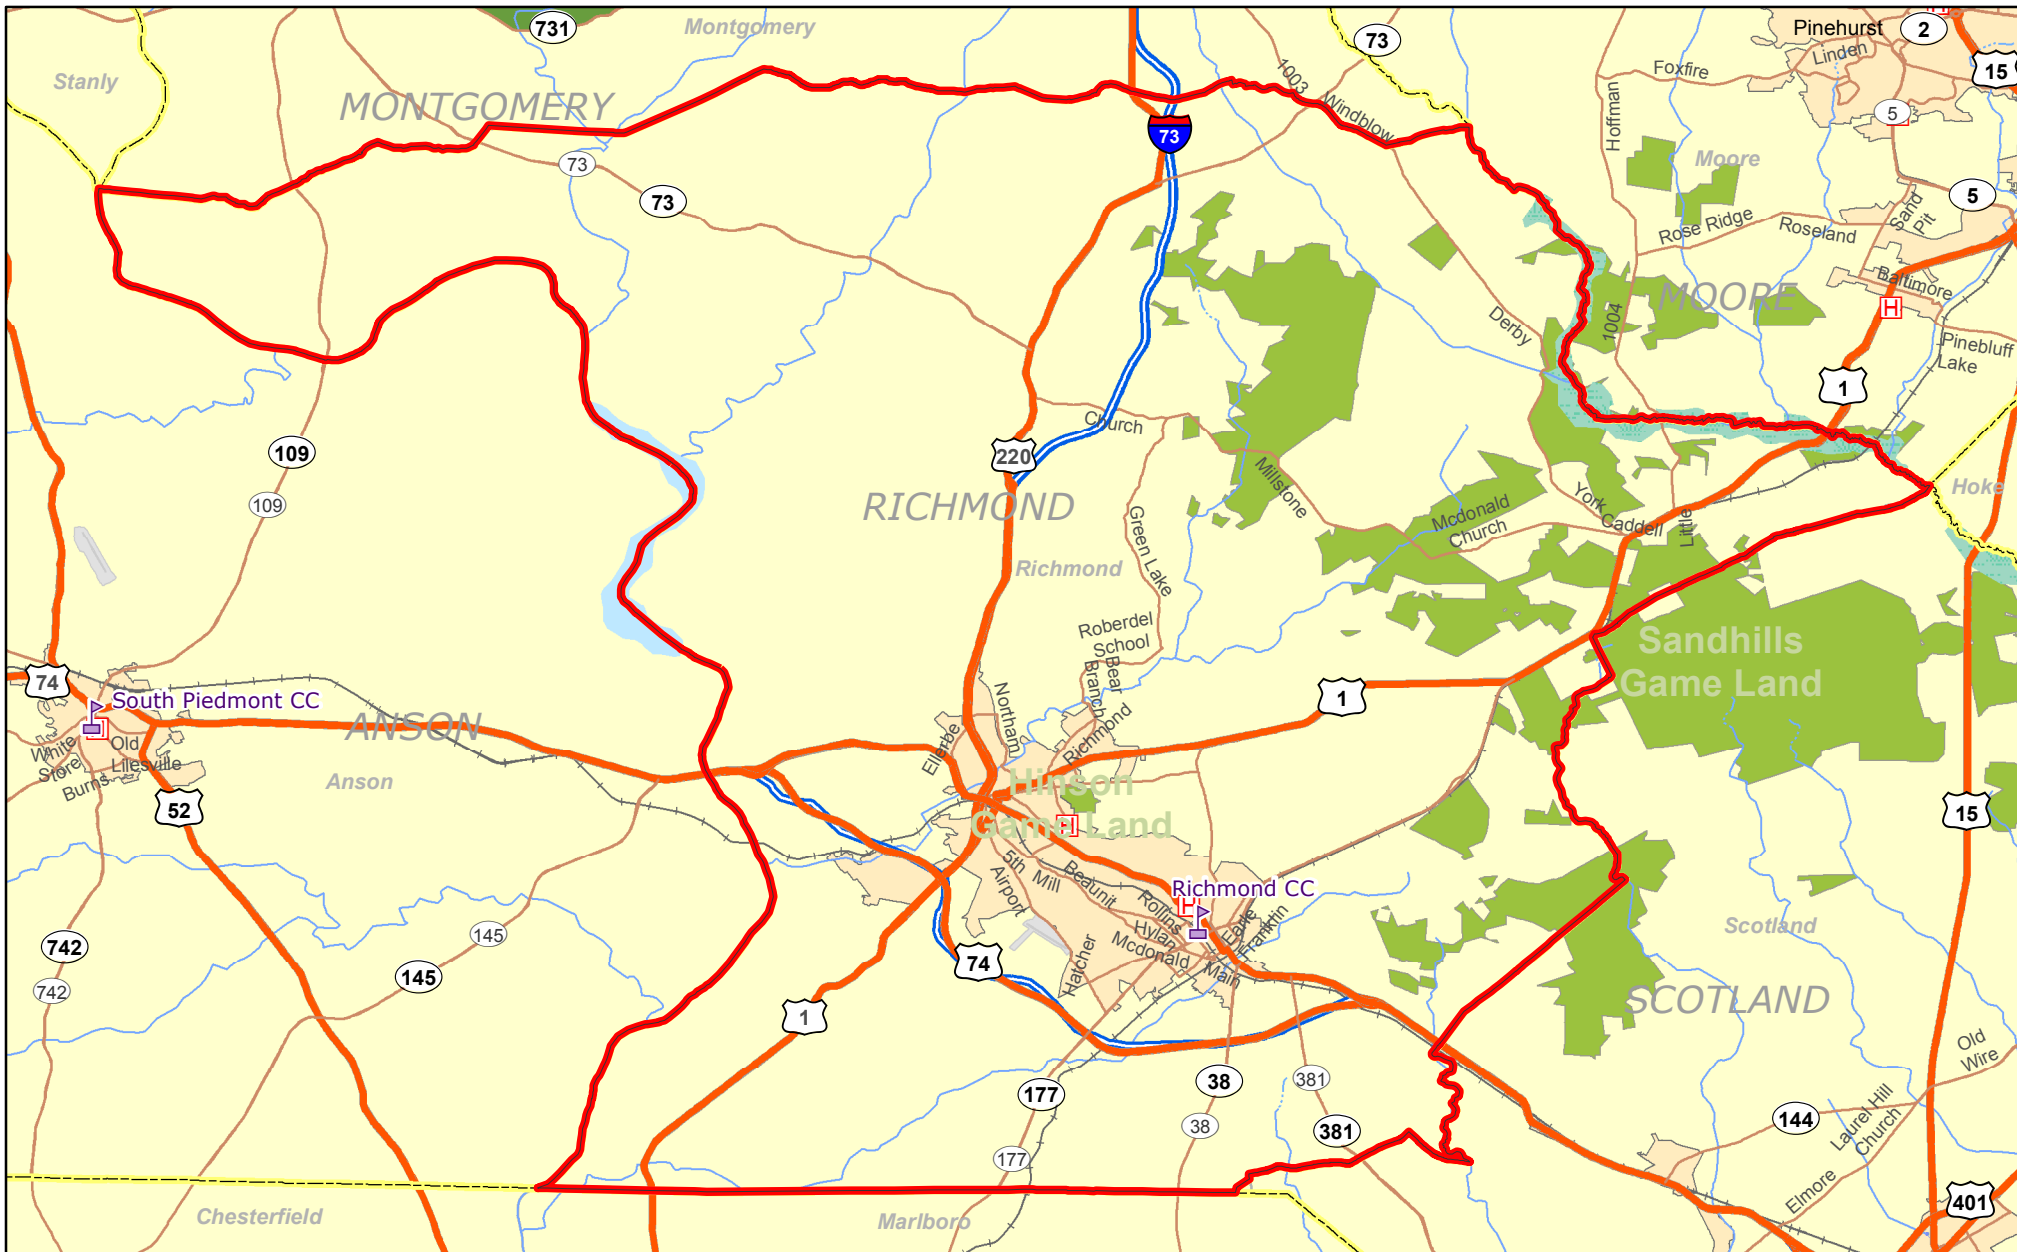 731
Montgomery
73
Pinehurst
2
Linden
15
Stanly
MONTGOMERY
1003
Windblow
Foxfire
Hoffman
5
73
73
73
Moore
5
Sand
Pit
Rose Ridge
Roseland
Baltimore
MOORE
H
1004
Derby
Pinebluff
Lake
1
Church
220
109
109
Millstone
RICHMOND
Green Lake
Mcdonald
Church
York
Caddell
Little
Hoke
Richmond
Roberdel
School
Bear
Branch
Sandhills
Game Land
74
South Piedmont CC
ANSON
White
Store
Old
Lilesville
Burns
Anson
52
Northam
Ellerbe
Richmond
1
Hinson
Game Land
H
15
5th
Mill
Airport
Beaunit
Rollins
Richmond CC
H
Hylan
Mcdonald
Earle
Franklin
Main
Hatcher
Scotland
742
742
145
145
74
1
SCOTLAND
Old
Wire
177
177
38
38
381
381
144
Laurel Hill
Church
Elmore
401
Chesterfield
Marlboro